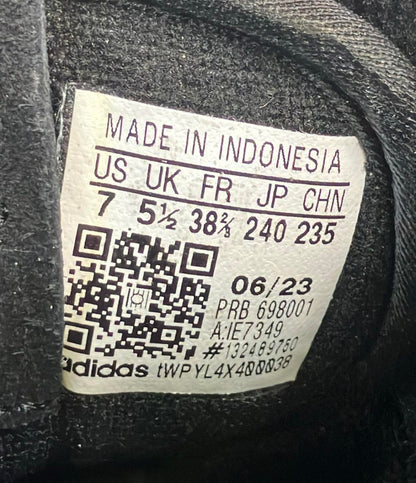 MADE IN INDONESIA
US UK FR JP CHN
7 5½ 38⅔ 240 235
06/23
PRB 698001
A:IE7349
#132489750
adidas tWPYL4X400038